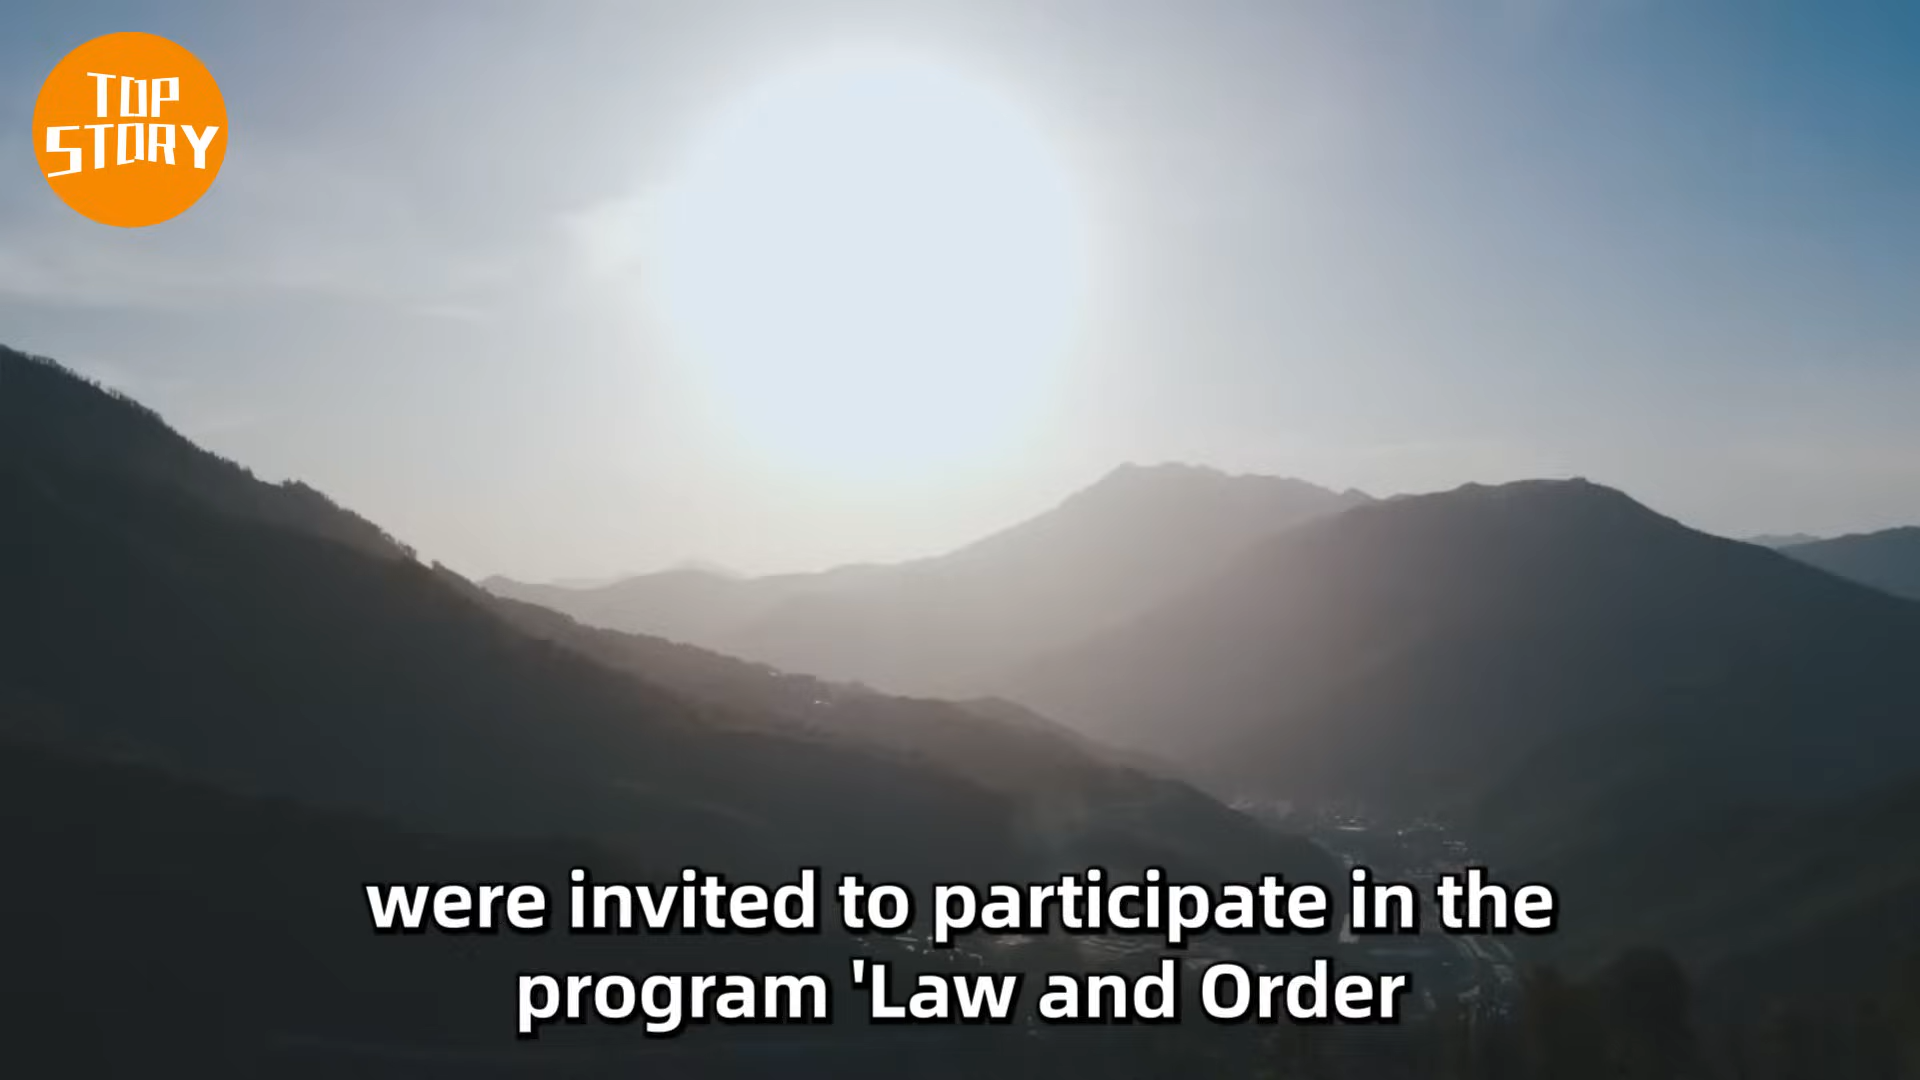 TOP
STORY
were invited to participate in the
program 'Law and Order